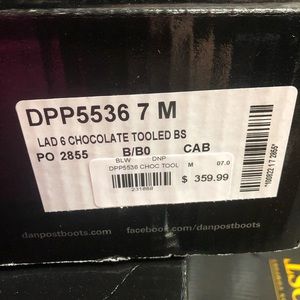 DPP5536 7 M
LAD 6 CHOCOLATE TOOLED BS
PO 2855 B/B0 CAB
BLW DNP
DPP5536 CHOC TOOL M 07.0
231668
$ 359.99
danpostboots.com
danpostboots